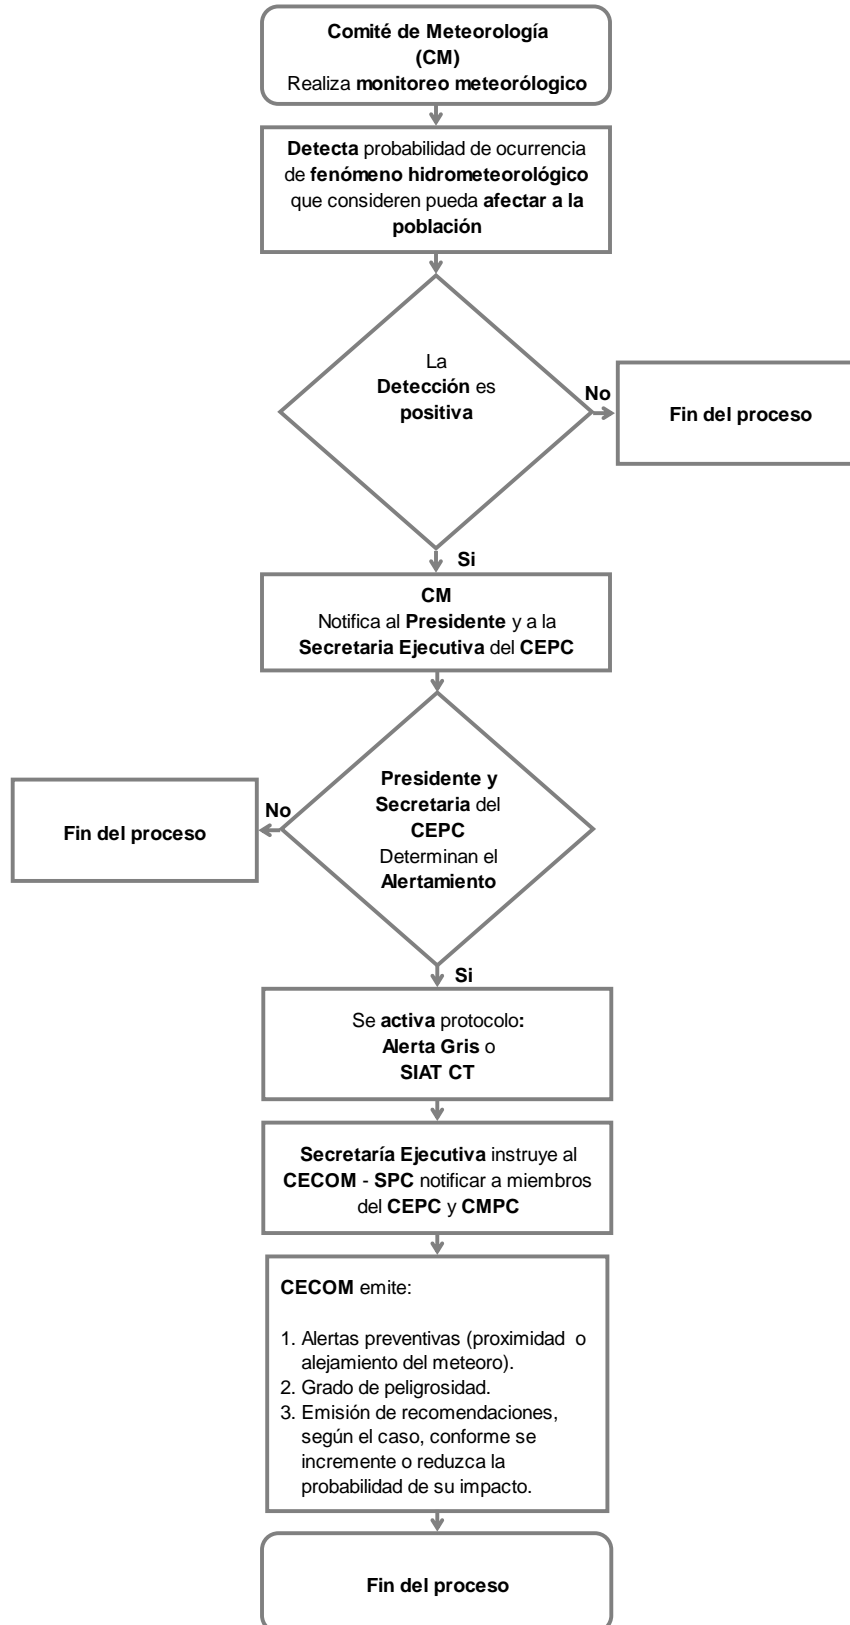 Comité de Meteorología
(CM)
Realiza monitoreo meteorólogico
Detecta probabilidad de ocurrencia
de fenómeno hidrometeorológico
que consideren pueda afectar a la
población
La
Detección es
positiva
No
Fin del proceso
Si
CM
Notifica al Presidente y a la
Secretaria Ejecutiva del CEPC
Presidente y
Secretaria del
CEPC
Determinan el
Alertamiento
No
Fin del proceso
Si
Se activa protocolo:
Alerta Gris o
SIAT CT
Secretaría Ejecutiva instruye al
CECOM - SPC notificar a miembros
del CEPC y CMPC
CECOM emite:
1. Alertas preventivas (proximidad o
alejamiento del meteoro).
2. Grado de peligrosidad.
3. Emisión de recomendaciones,
según el caso, conforme se
incremente o reduzca la
probabilidad de su impacto.
Fin del proceso